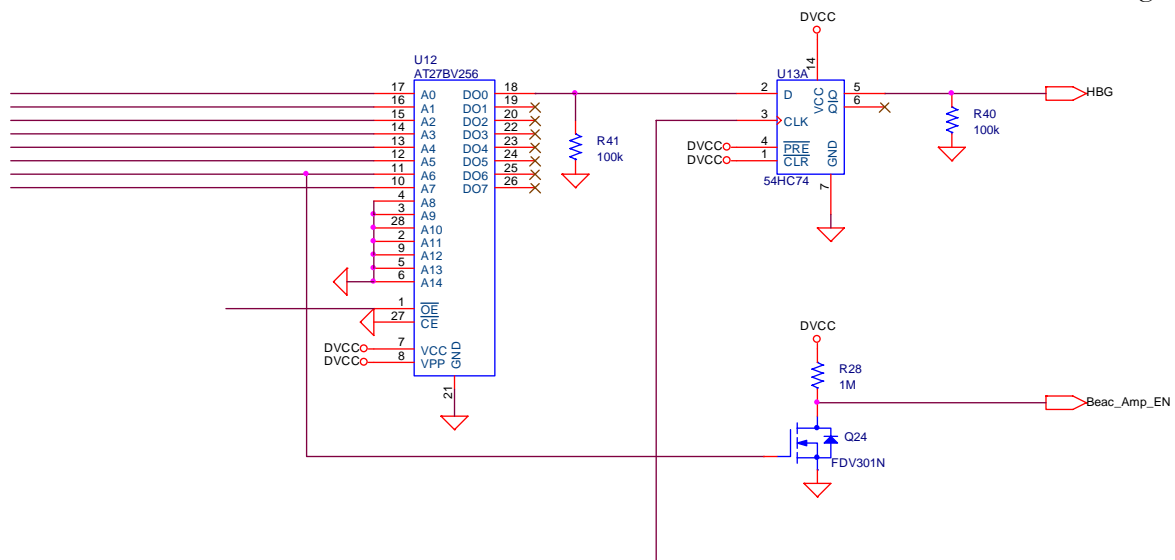 g
DVCC
U12
AT27BV256
U13A
14
17 A0 DO0 18
16 A1 DO1 19
15 A2 DO2 20
14 A3 DO3 22
13 A4 DO4 23
12 A5 DO5 24
11 A6 DO6 25
10 A7 DO7 26
4 A8
3 A9
28 A10
2 A11
9 A12
5 A13
6 A14
1 OE
27 CE
DVCC 7 VCC
DVCC 8 VPP
GND
21
R41
100k
2 D
VCC
Q 5
Q 6
3 CLK
DVCC 4 PRE
DVCC 1 CLR
GND
54HC74
7
R40
100k
HBG
DVCC
R28
1M
Beac_Amp_EN
Q24
FDV301N